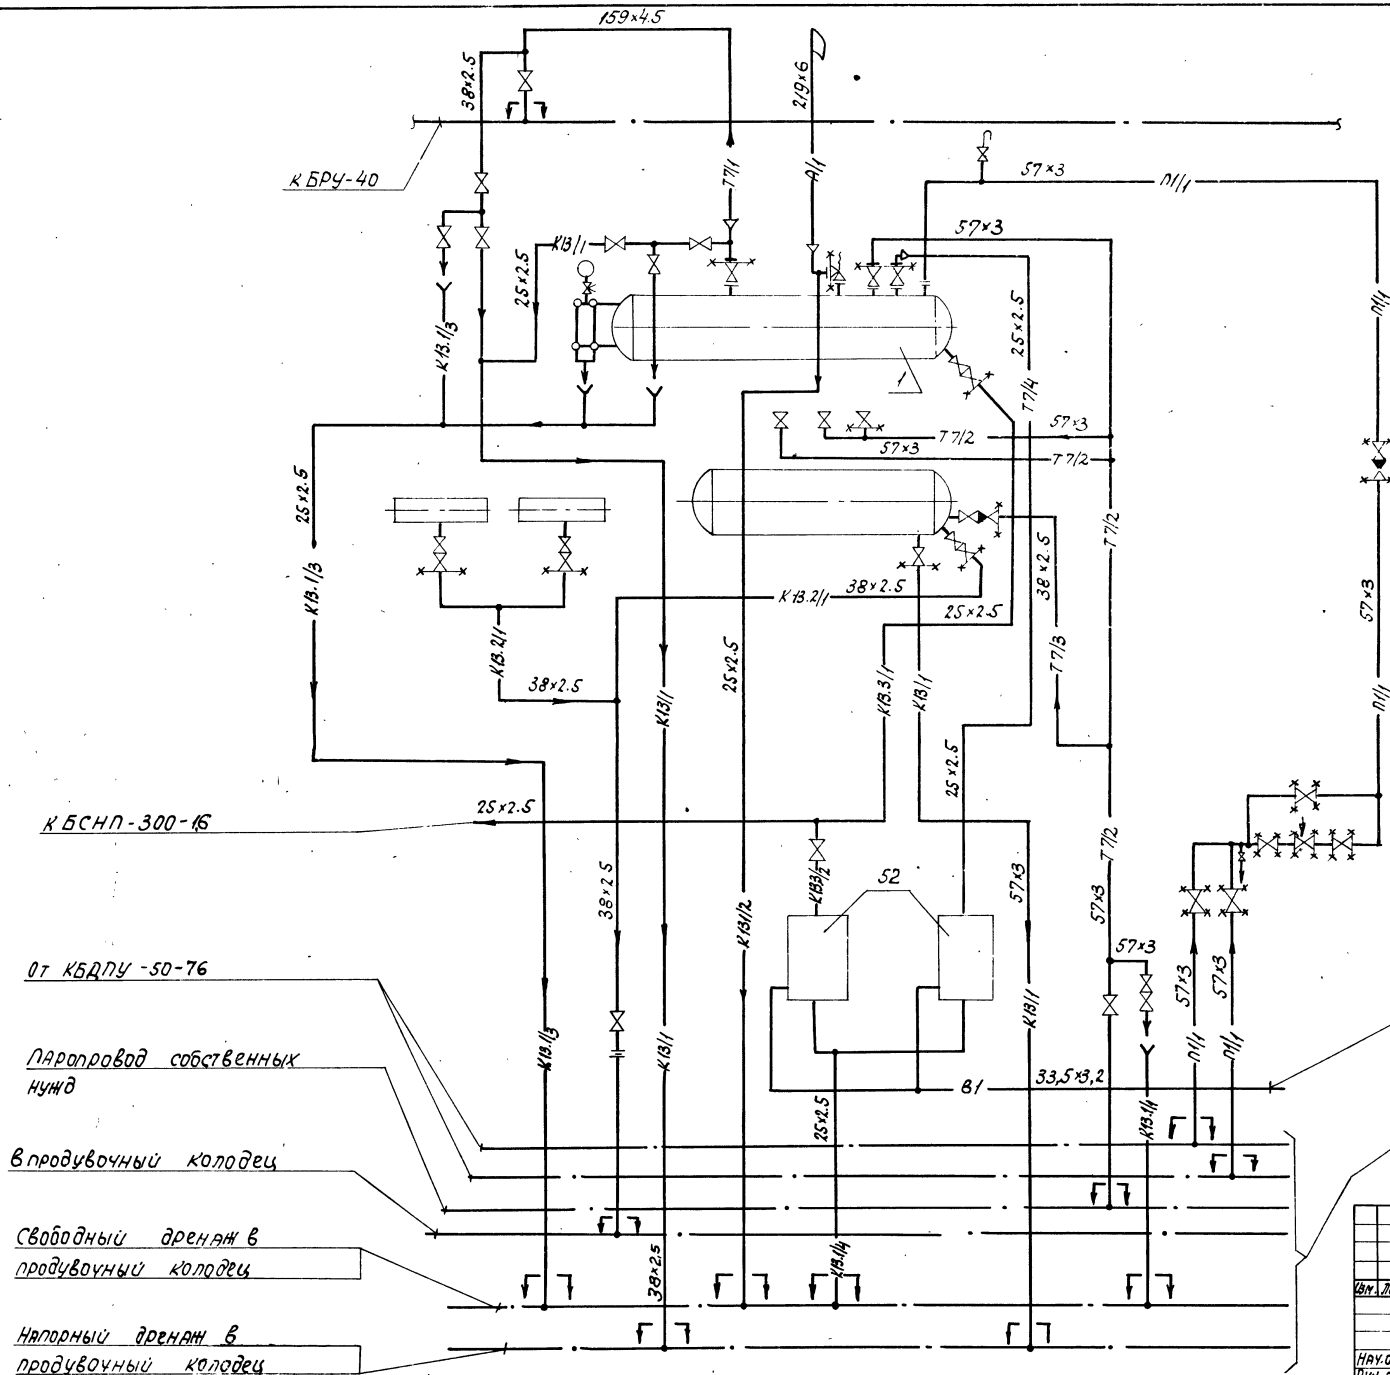 159×4.5
38×2.5
219×6
к БРУ-40
Т7/1
А/1
57×3
П1/1
К13/1
57×3
25×2.5
25×2.5
П1/1
К13.1/3
1
Т7/4
57×3
Т7/2
57×3
Т7/2
25×2.5
Т7/2
38×2.5
К13.1/3
К13.2/1
38×2.5
25×2.5
57×3
К13.2/1
25×2.5
Т7/3
38×2.5
К13/1
К13.3/1
К13/1
П1/1
25×2.5
25×2.5
К БСНП-300-16
Т7/2
38×2.5
К13.3/2
52
57×3
57×3
К13.1/2
57×3
От КБДПУ-50-76
57×3
57×3
К13/1
Паропровод собственных
нужд
К13.1/3
К13/1
П1/1
П1/1
В1
33,5×3,2
25×2.5
К13.1/4
В продувочный колодец
Свободный дренаж в
продувочный колодец
38×2.5
К13.1/4
Напорный дренаж в
продувочный колодец